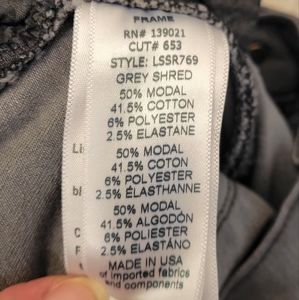 FRAME
RN# 139021
CUT# 653
STYLE: LSSR769
GREY SHRED
50% MODAL
41.5% COTTON
6% POLYESTER
2.5% ELASTANE
50% MODAL
41.5% COTON
6% POLYESTER
2.5% ÉLASTHANNE
50% MODAL
41.5% ALGODÓN
6% POLIESTER
2.5% ELASTÁNO
MADE IN USA
of imported fabrics
and components